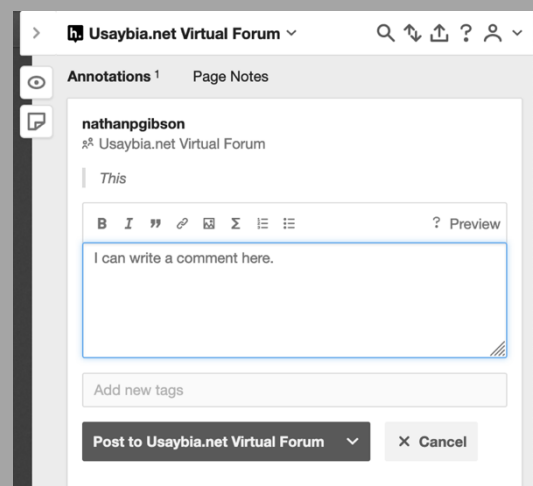 h. Usaybia.net Virtual Forum
Annotations 1 Page Notes
nathanpgibson
Usaybia.net Virtual Forum
This
B I ” Σ ? Preview
I can write a comment here.
Add new tags
Post to Usaybia.net Virtual Forum × Cancel